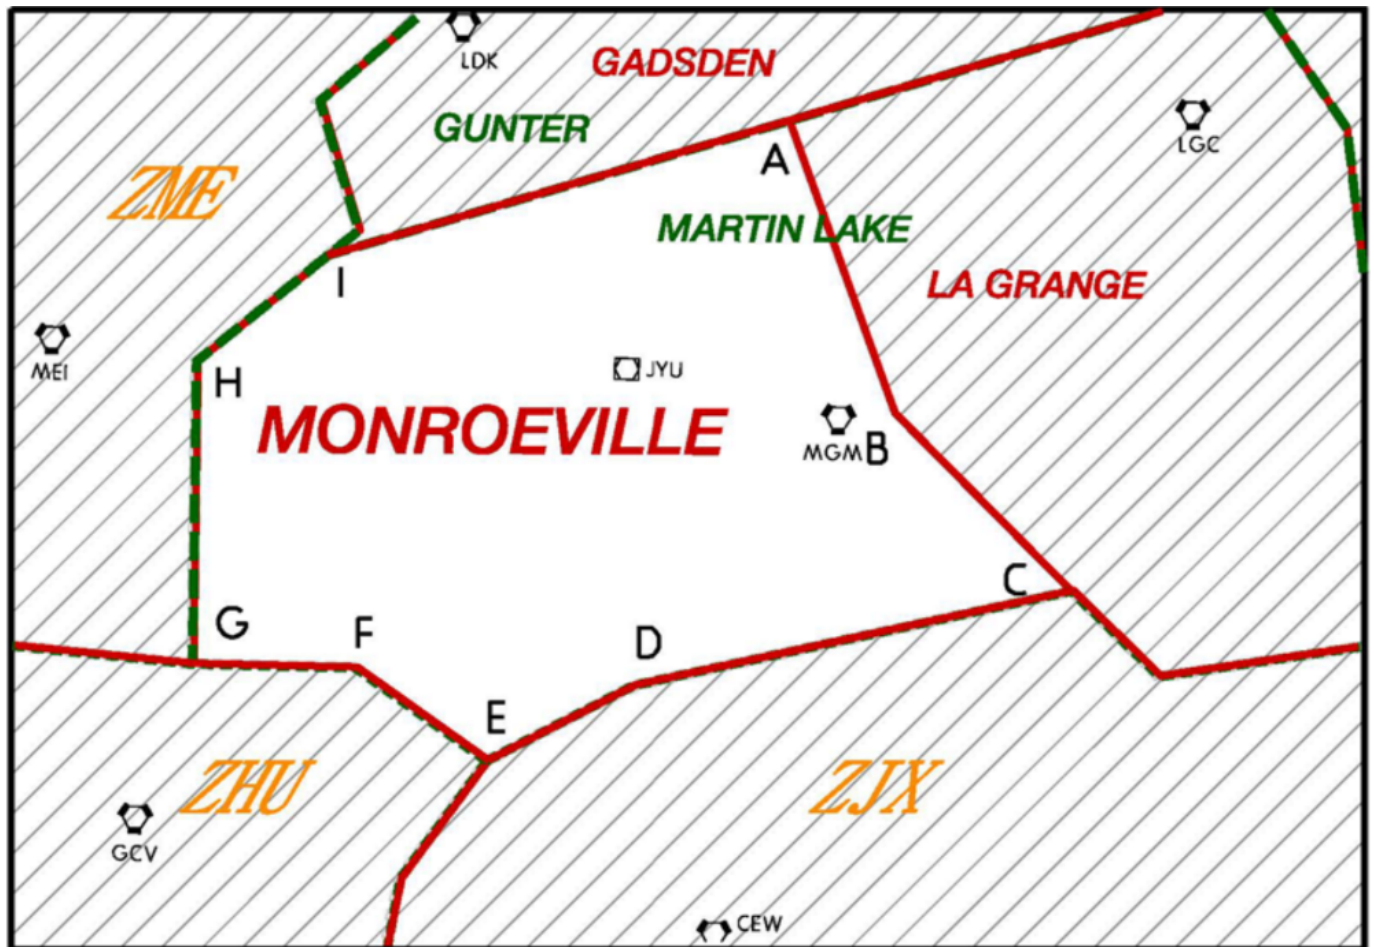 LDK
GADSDEN
GUNTER
LGC
A
ZME
MARTIN LAKE
I
LA GRANGE
MEI
H
JYU
MONROEVILLE
MGM
B
C
G
F
D
E
ZHU
ZJX
GCV
CEW